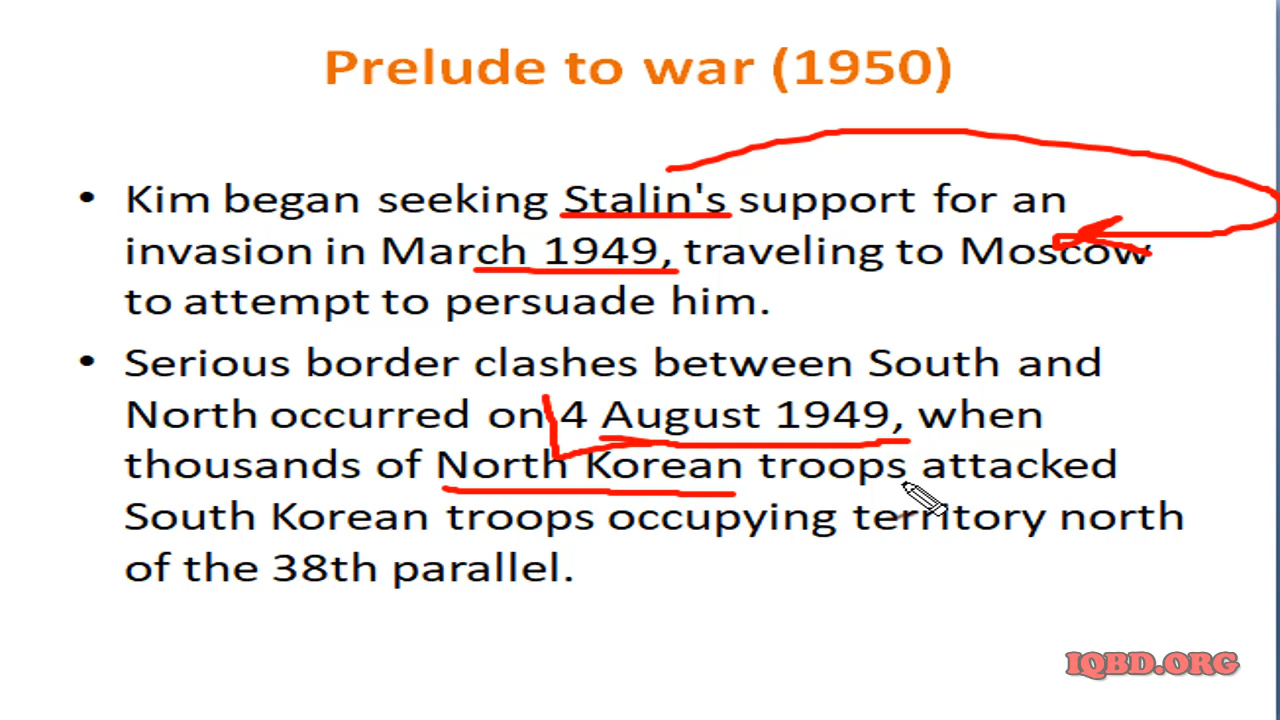 Prelude to war (1950)
• Kim began seeking Stalin's support for an
invasion in March 1949, traveling to Moscow
to attempt to persuade him.
• Serious border clashes between South and
North occurred on 4 August 1949, when
thousands of North Korean troops attacked
South Korean troops occupying territory north
of the 38th parallel.
IQBD.ORG